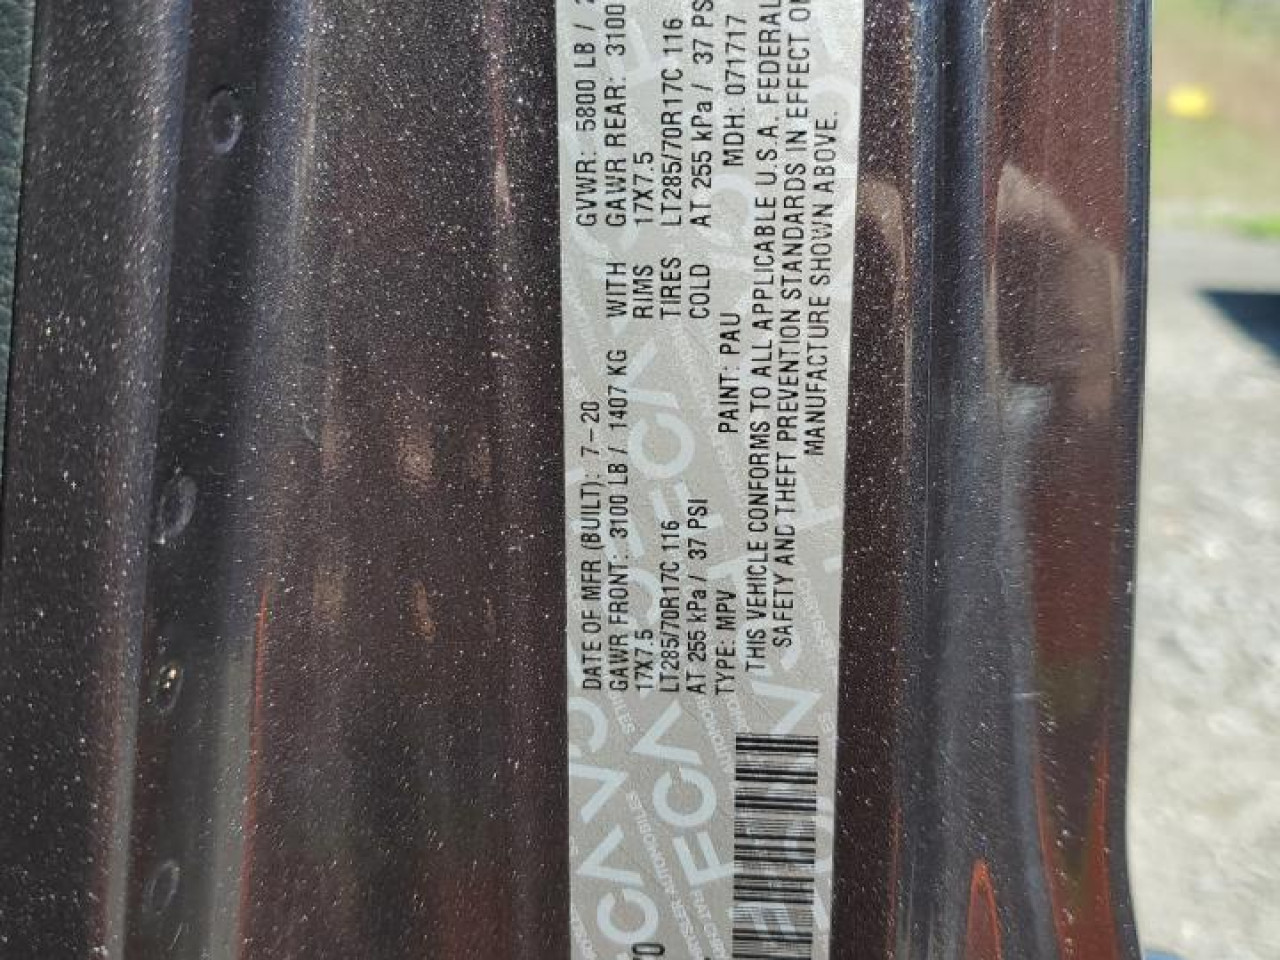 DATE OF MFR (BUILT): 7-20 GVWR: 5800 LB /
GAWR FRONT: 3100 LB / 1407 KG WITH GAWR REAR: 3100
17X7.5 RIMS 17X7.5
LT285/70R17C 116 TIRES LT285/70R17C 116
AT 255 kPa / 37 PSI COLD AT 255 kPa / 37 PS
TYPE: MPV PAINT: PAU MDH: 071717
THIS VEHICLE CONFORMS TO ALL APPLICABLE U.S.A. FEDERAL
SAFETY AND THEFT PREVENTION STANDARDS IN EFFECT O
MANUFACTURE SHOWN ABOVE.